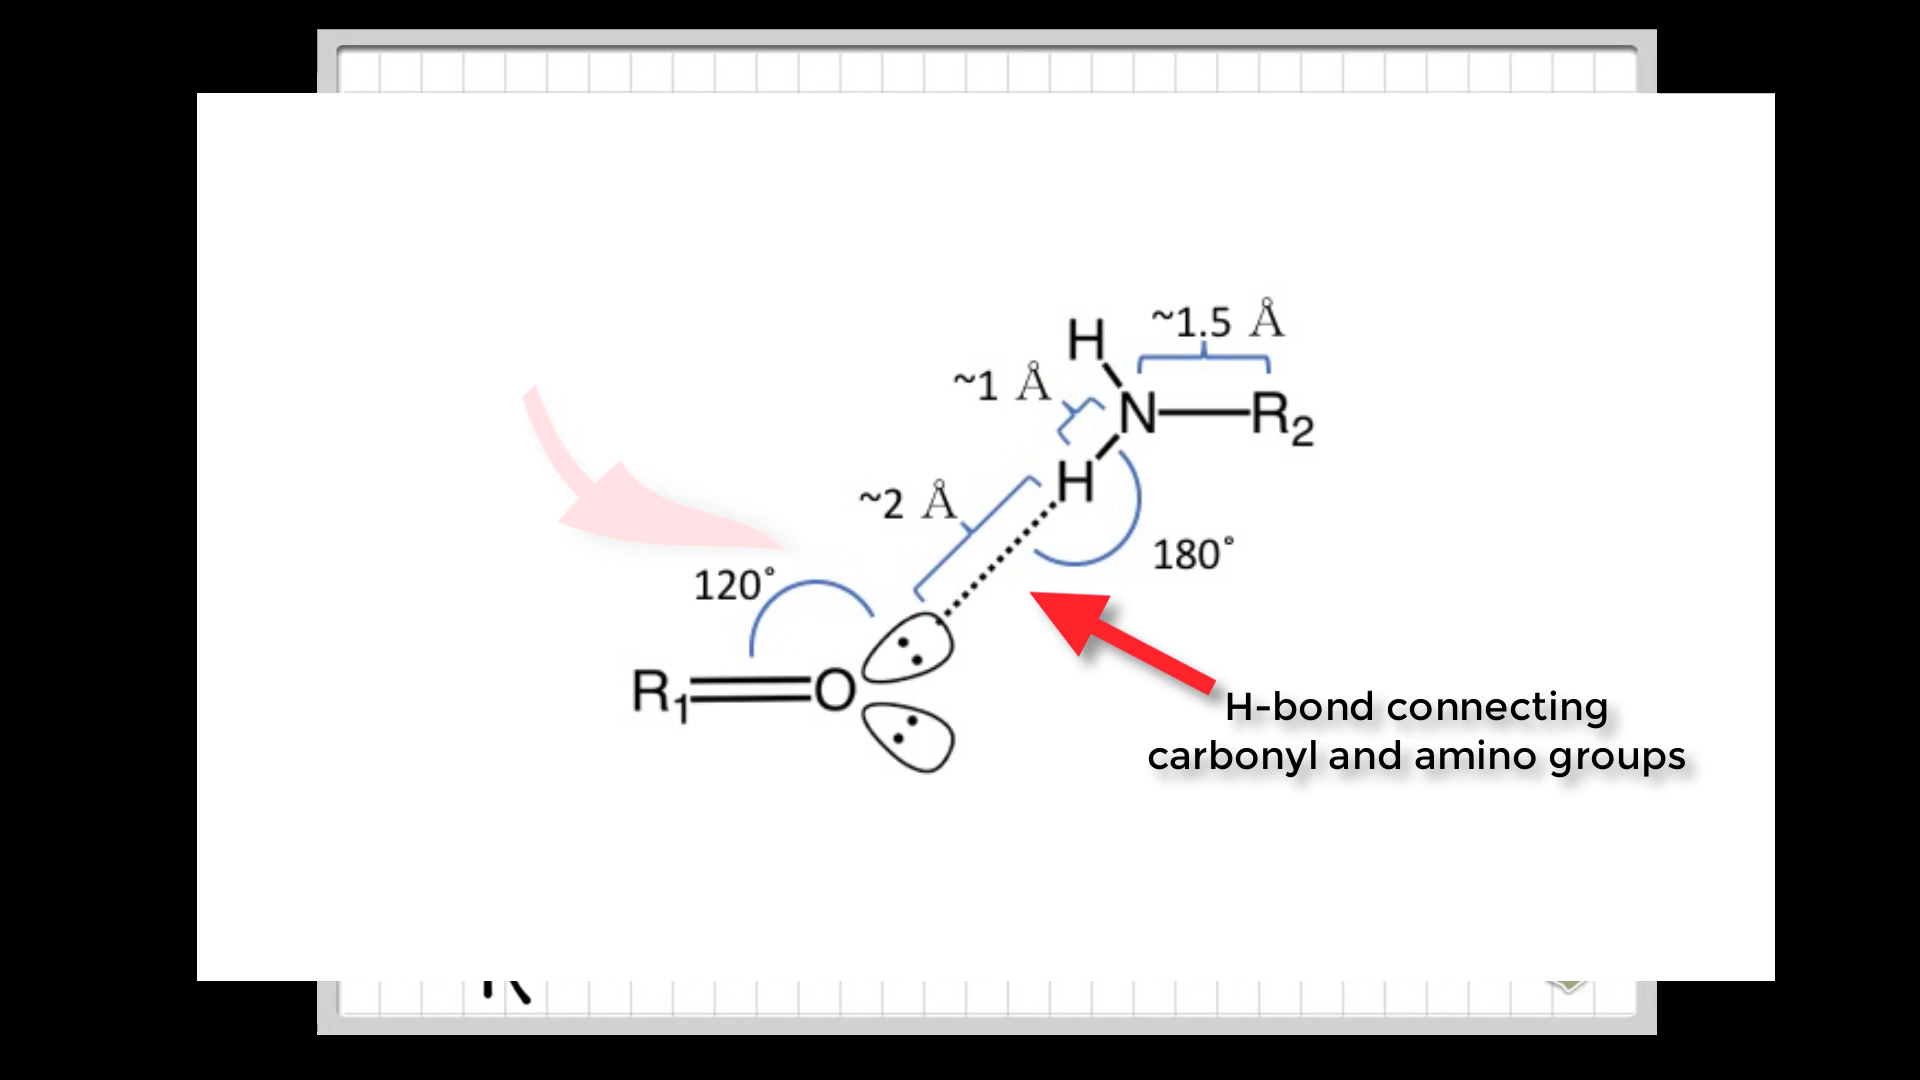 ~1.5 Å
H
~1 Å
N
R₂
H
~2 Å
180°
120°
R₁
O
H-bond connecting
carbonyl and amino groups